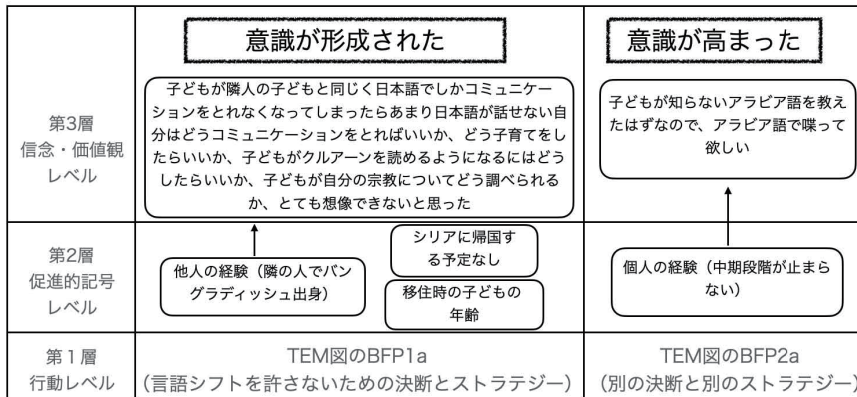 意識が形成された
意識が高まった
第3層
信念・価値観
レベル
子どもが隣人の子どもと同じく日本語でしかコミュニケー
ションをとれなくなってしまったらあまり日本語が話せない自
分はどうコミュニケーションをとればいいか、どう子育てをし
たらいいか、子どもがクルアーンを読めるようになるにはどう
したらいいか、子どもが自分の宗教についてどう調べられる
か、とても想像できないと思った
子どもが知らないアラビア語を教え
たはずなので、アラビア語で喋って
欲しい
第2層
促進的記号
レベル
他人の経験（隣の人でバン
グラディッシュ出身）
シリアに帰国す
る予定なし
移住時の子どもの
年齢
個人の経験（中期段階が止まら
ない）
第１層
行動レベル
TEM図のBFP1a
（言語シフトを許さないための決断とストラテジー）
TEM図のBFP2a
（別の決断と別のストラテジー）